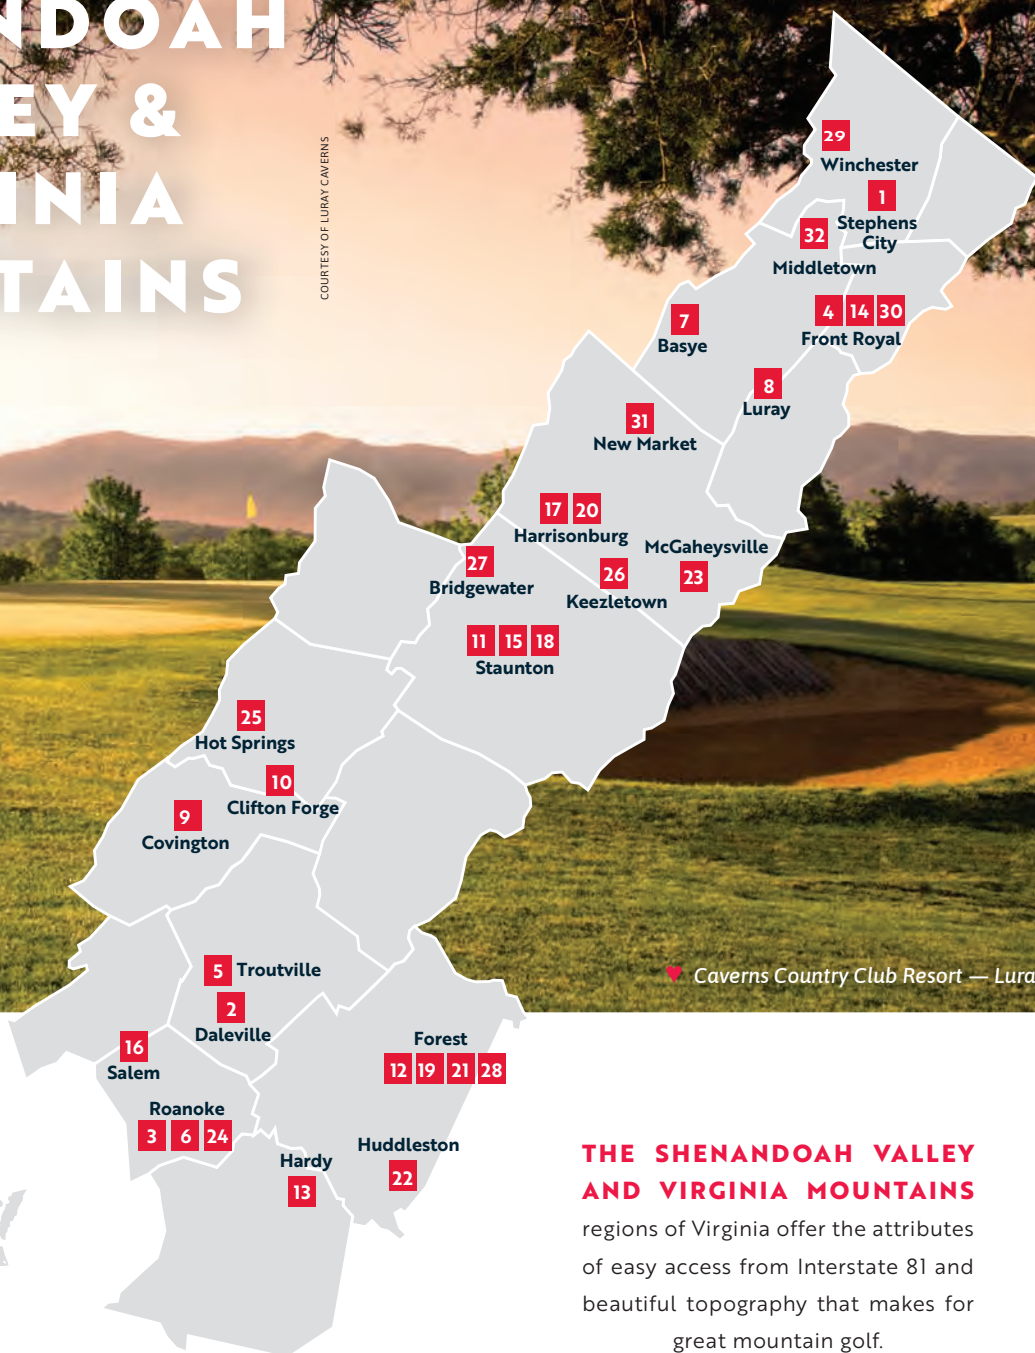 NDOAH
EY &
INIA
TAINS
COURTESY OF LURAY CAVERNS
29
Winchester
1
Stephens
City
32
Middletown
4 14 30
Front Royal
7
Basye
8
Luray
31
New Market
17 20
Harrisonburg
McGaheysville
23
27
Bridgewater
26
Keezletown
11 15 18
Staunton
25
Hot Springs
10
Clifton Forge
9
Covington
5 Troutville
2
Daleville
16
Salem
Forest
12 19 21 28
Roanoke
3 6 24
Huddleston
22
Hardy
13
♥ Caverns Country Club Resort — Lura
THE SHENANDOAH VALLEY
AND VIRGINIA MOUNTAINS
regions of Virginia offer the attributes
of easy access from Interstate 81 and
beautiful topography that makes for
great mountain golf.